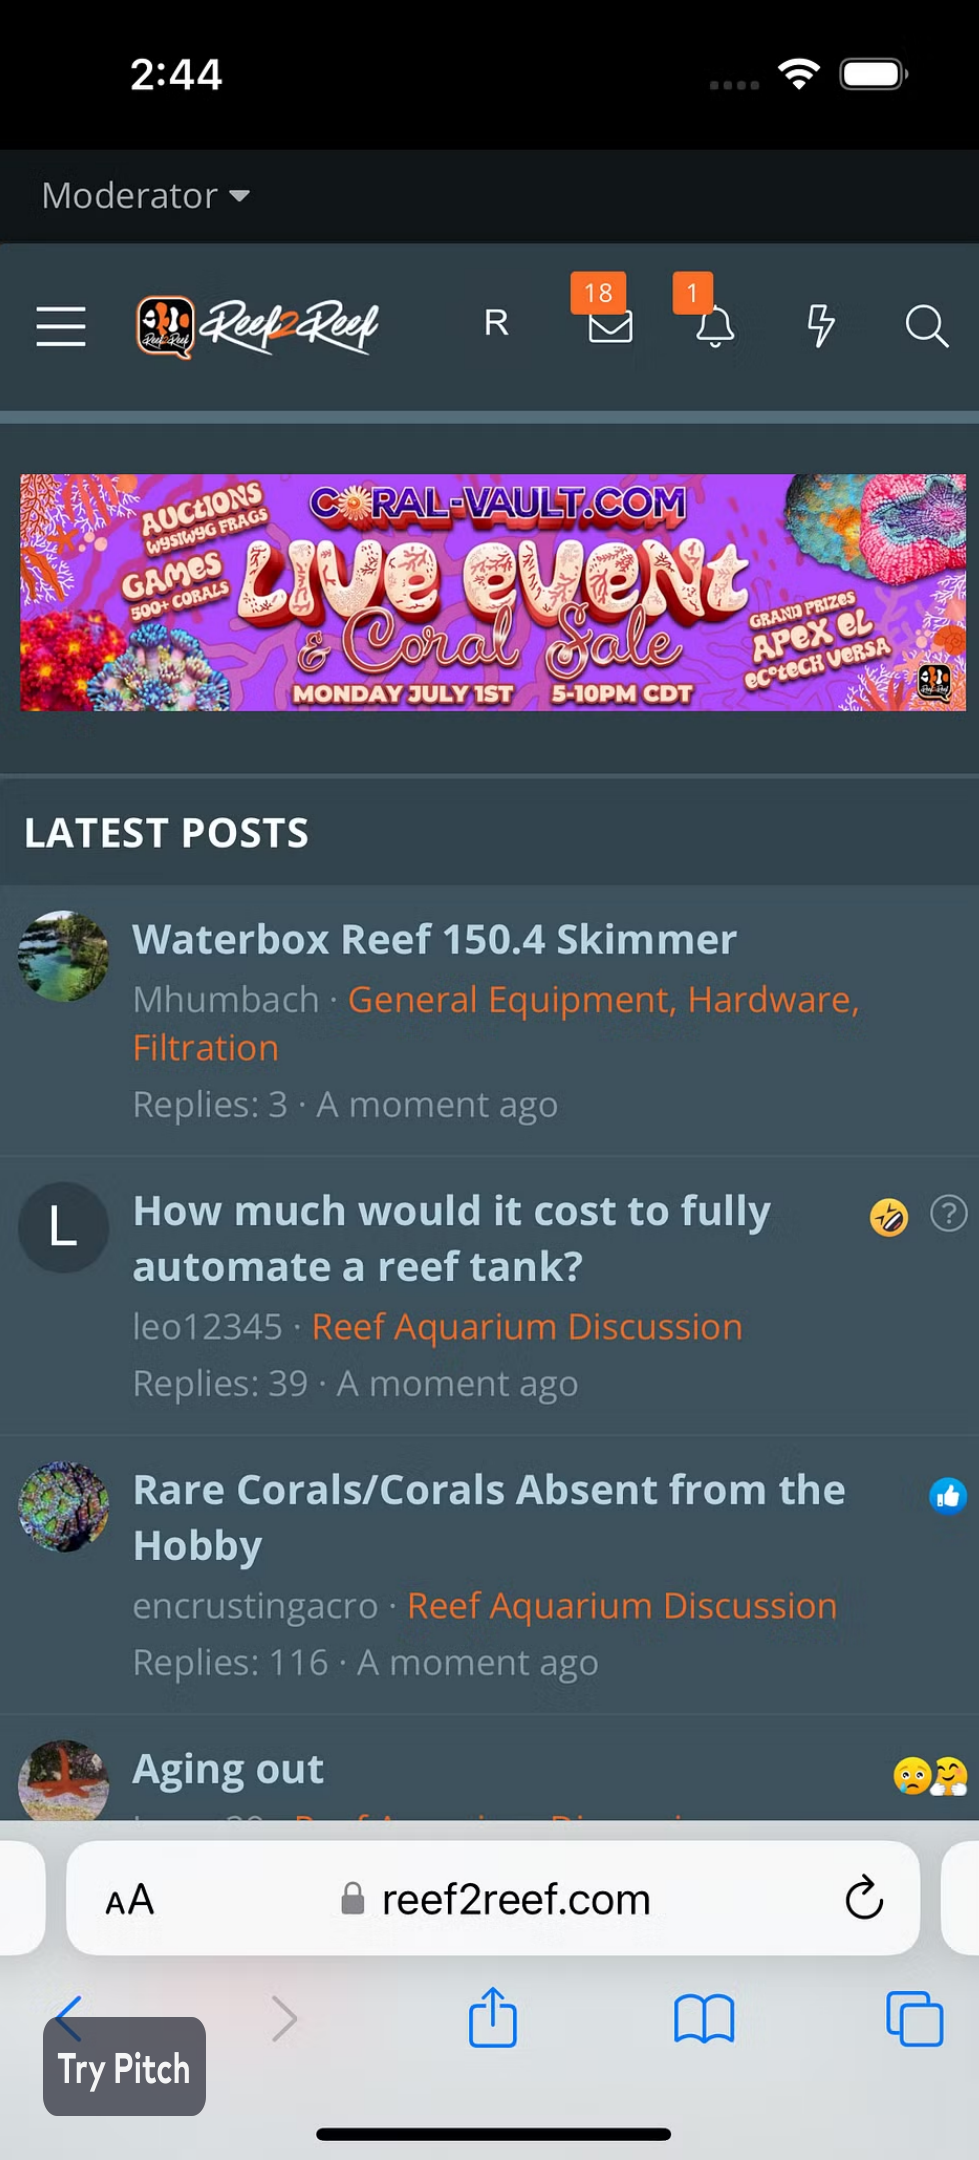 2:44
Moderator
Reef2Reef
R
18
1
AUCTIONS
WYSIWYG FRAGS
GAMES
500+ CORALS
CORAL-VAULT.COM
LIVE EVENT
& Coral Sale
MONDAY JULY 1ST 5-10PM CDT
GRAND PRIZES
APEX EL
ECOTECH VERSA
LATEST POSTS
Waterbox Reef 150.4 Skimmer
Mhumbach · General Equipment, Hardware,
Filtration
Replies: 3 · A moment ago
L
How much would it cost to fully
automate a reef tank?
leo12345 · Reef Aquarium Discussion
Replies: 39 · A moment ago
Rare Corals/Corals Absent from the
Hobby
encrustingacro · Reef Aquarium Discussion
Replies: 116 · A moment ago
Aging out
AA
reef2reef.com
Try Pitch